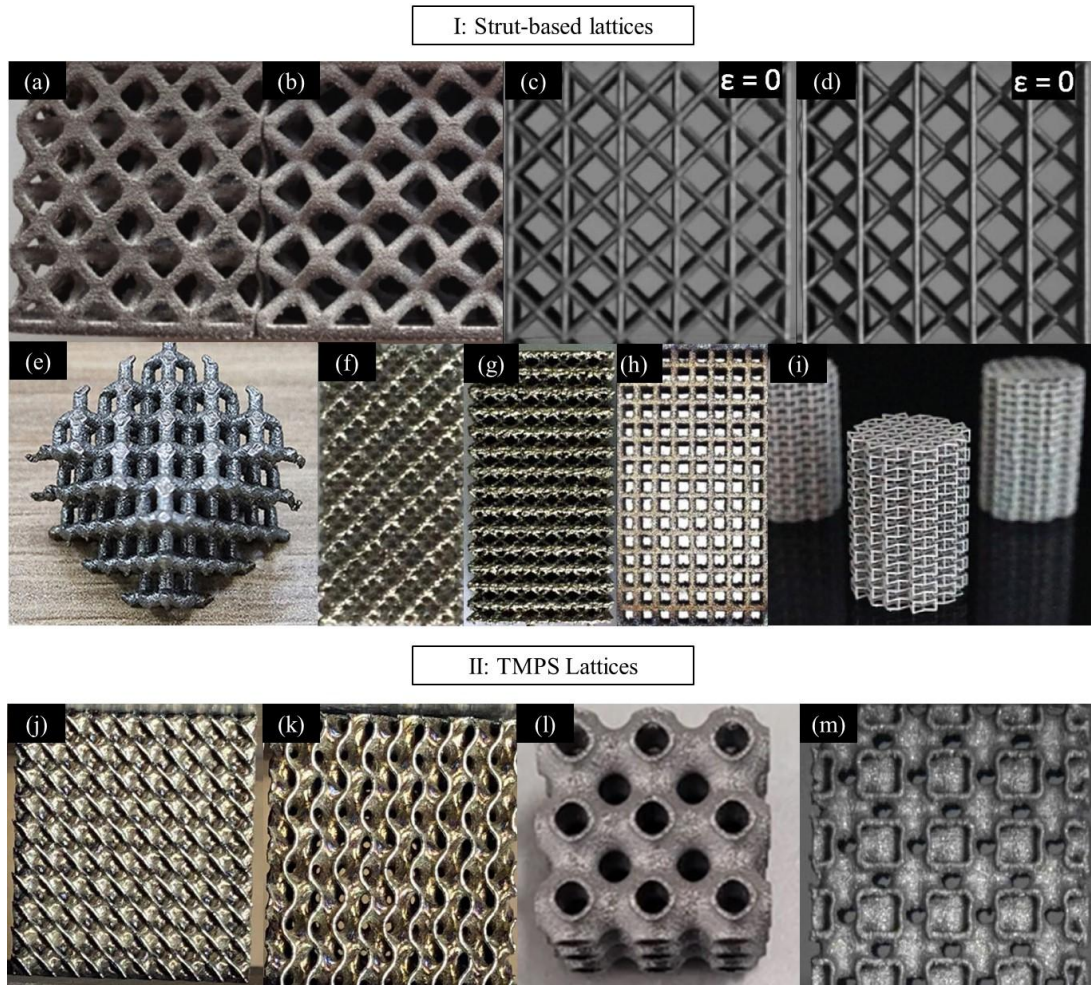 I: Strut-based lattices
(a) (b) (c) ε = 0 (d) ε = 0
(e) (f) (g) (h) (i)
II: TMPS Lattices
(j) (k) (l) (m)